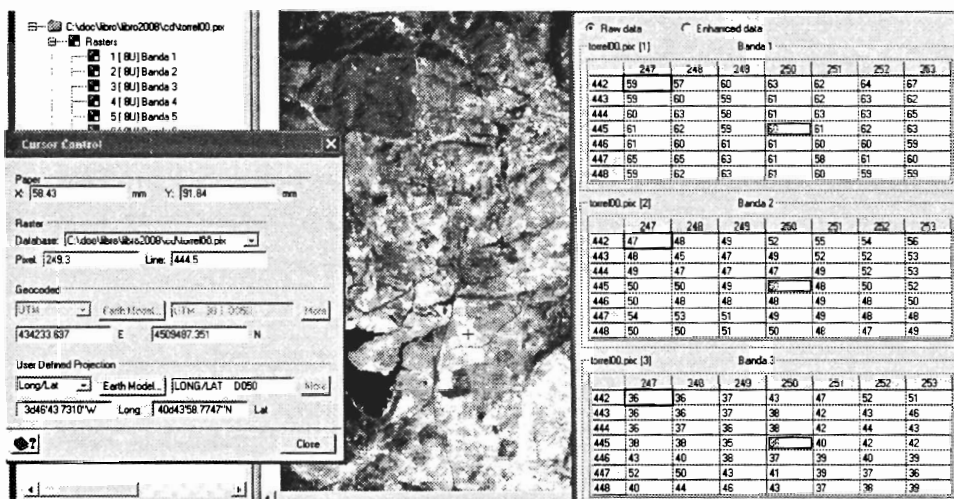 C:\doc\libro\libro2008\cd\torrel00.pix
Rasters
1 [ 8U] Banda 1
2 [ 8U] Banda 2
3 [ 8U] Banda 3
4 [ 8U] Banda 4
5 [ 8U] Banda 5
Cursor Control
Paper
X: 58.43 mm Y: 91.84 mm
Raster
Database: C:\doc\libro\libro2008\cd\torrel00.pix
Pixel: 249.3 Line: 444.5
Geocoded
UTM Earth Model... D050 More
434233.637 E 4509487.351 N
User Defined Projection
Long/Lat Earth Model... LONG/LAT D050 More
3d46'43.7310"W Long 40d43'58.7747"N Lat
Close
Raw data Enhanced data
torrel00.pix [1] Banda 1
247 248 249 250 251 252 253
442 59 57 60 63 62 64 67
443 59 60 59 61 62 63 62
444 60 63 58 61 63 63 65
445 61 62 59 61 62 63
446 61 61 60 61 61 60 59
447 65 65 63 61 58 61 60
448 59 62 63 61 60 60 59
torrel00.pix [2] Banda 2
247 248 249 250 251 252 253
442 47 48 49 52 55 54 56
443 48 45 47 49 52 52 53
444 49 47 47 47 49 52 53
445 50 50 49 48 50 52
446 50 48 48 48 49 48 50
447 54 53 51 49 49 48 48
448 50 50 51 50 48 47 49
torrel00.pix [3] Banda 3
247 248 249 250 251 252 253
442 36 36 37 43 47 52 51
443 36 36 37 38 42 43 46
444 36 37 36 38 42 44 43
445 38 38 35 40 42 42
446 43 40 38 37 39 40 39
447 52 50 43 41 39 37 36
448 40 44 46 43 39 38 39